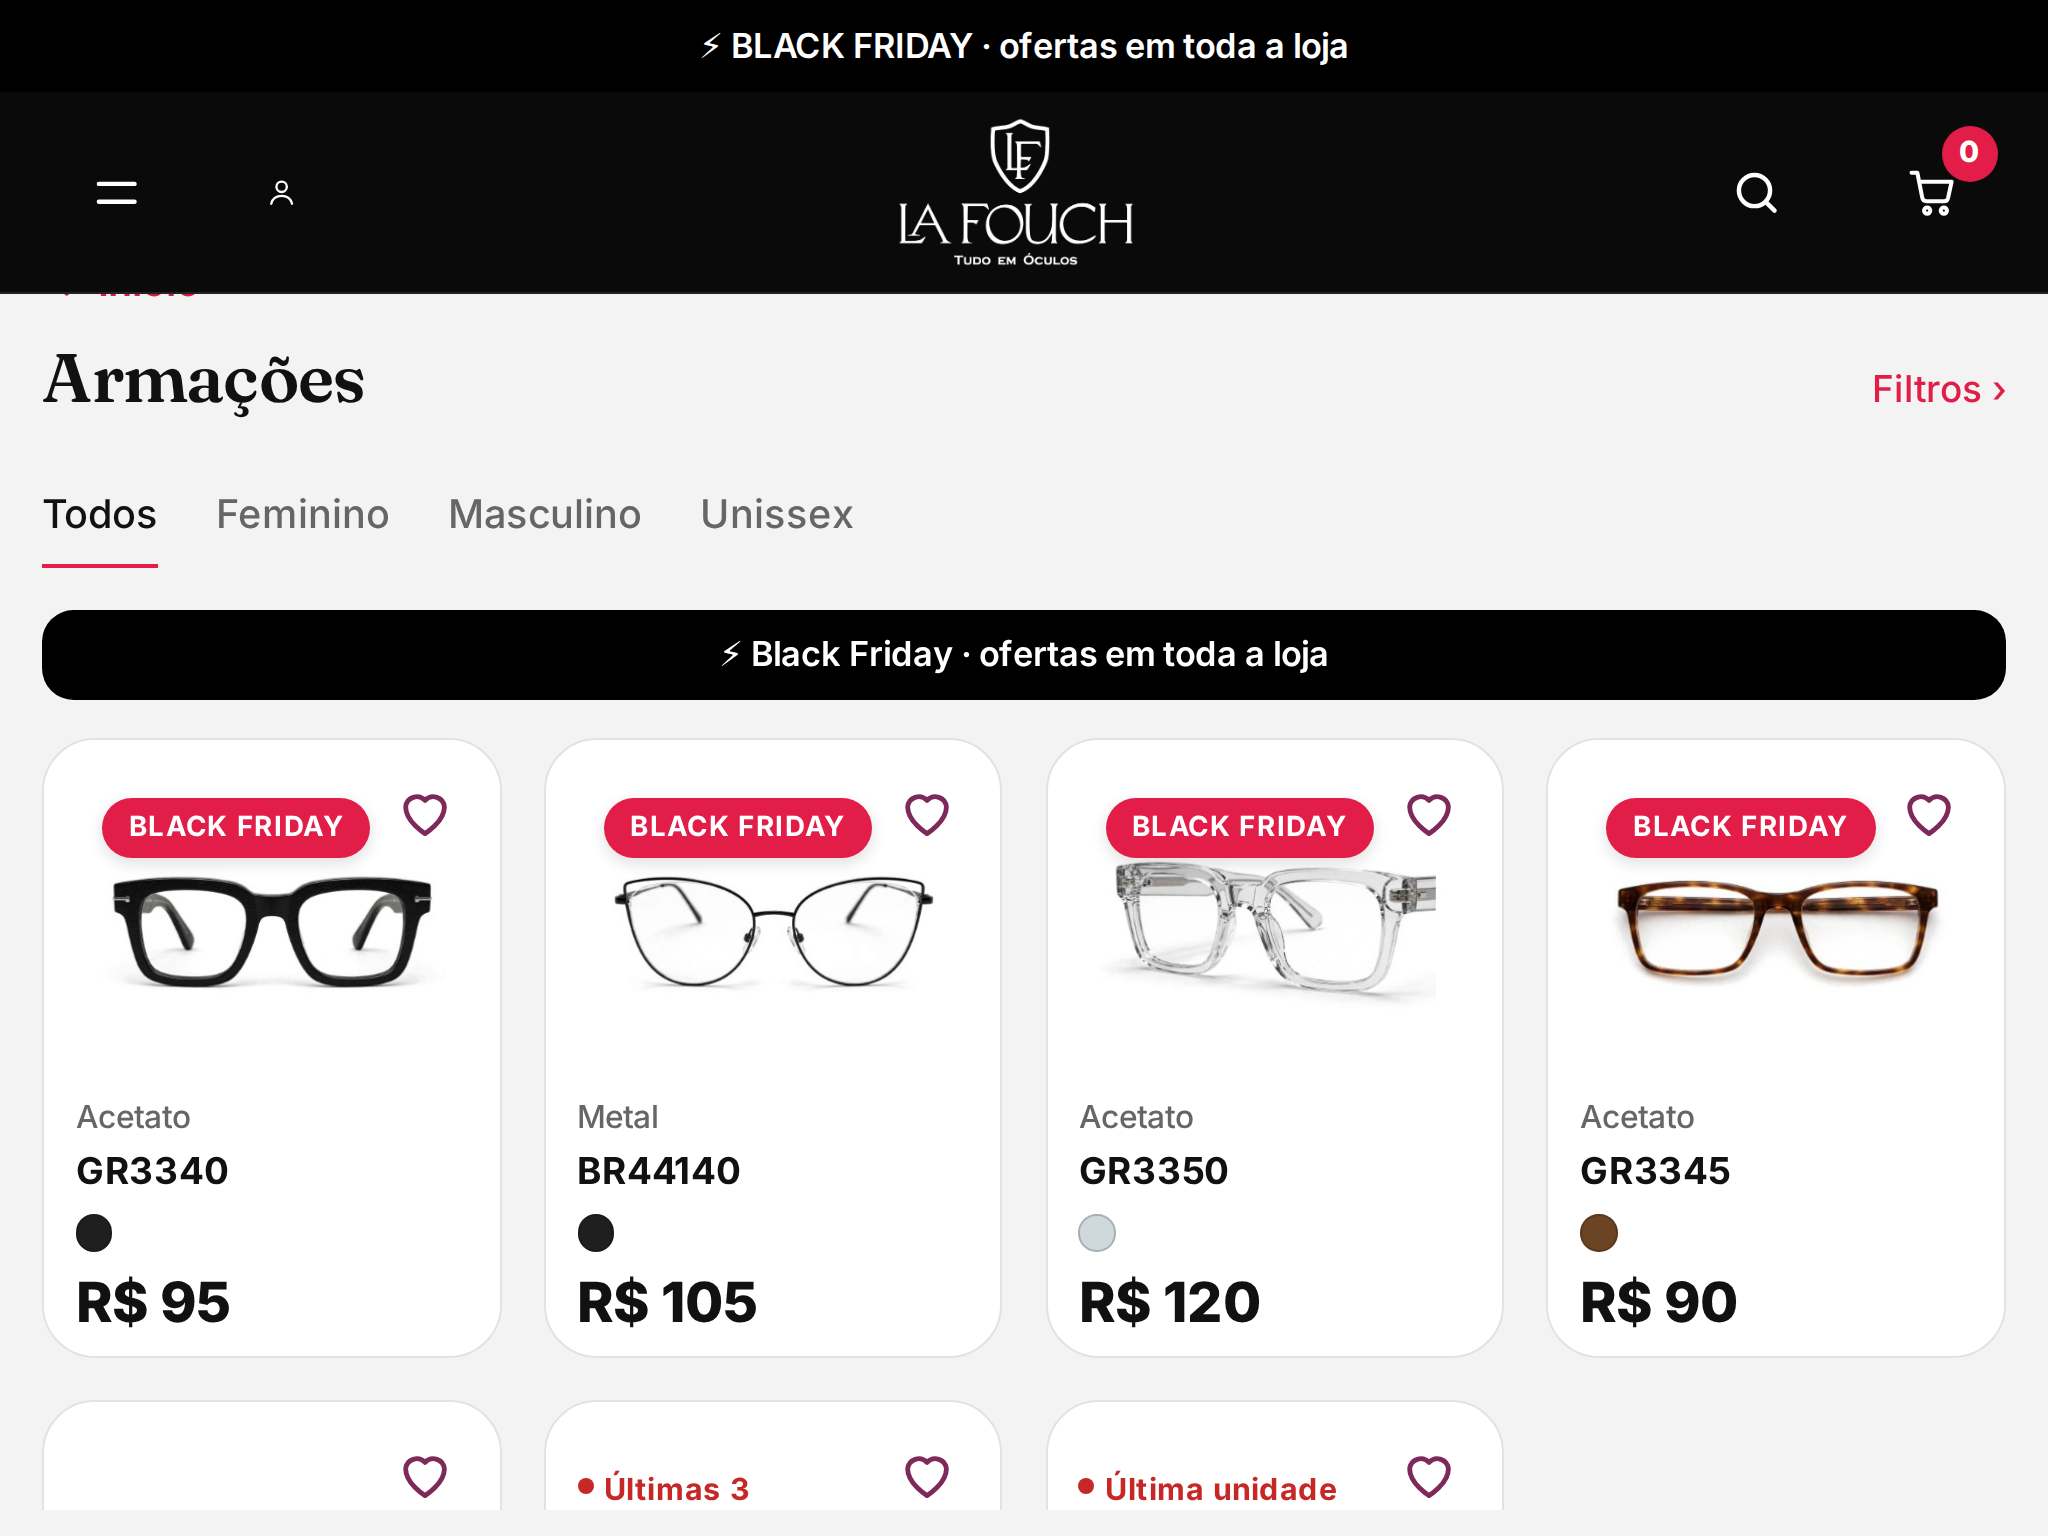 ⚡ BLACK FRIDAY · ofertas em toda a loja
0
LF
LA FOUCH
TUDO EM ÓCULOS
Armações
Filtros ›
Todos Feminino Masculino Unissex
⚡ Black Friday · ofertas em toda a loja
BLACK FRIDAY
Acetato
GR3340
R$ 95
BLACK FRIDAY
Metal
BR44140
R$ 105
BLACK FRIDAY
Acetato
GR3350
R$ 120
BLACK FRIDAY
Acetato
GR3345
R$ 90
Últimas 3
Última unidade